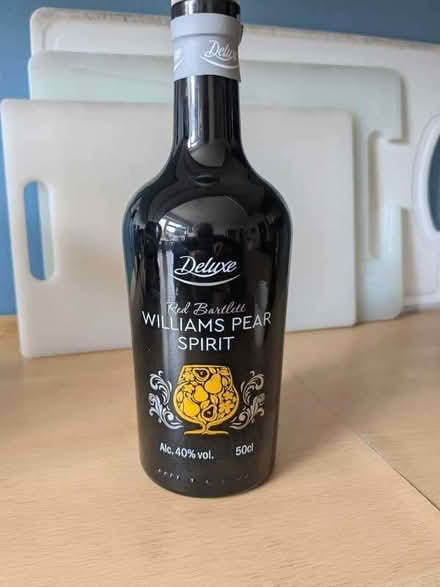 Deluxe
Deluxe
Red Bartlett
WILLIAMS PEAR
SPIRIT
Alc. 40% vol. 50cl